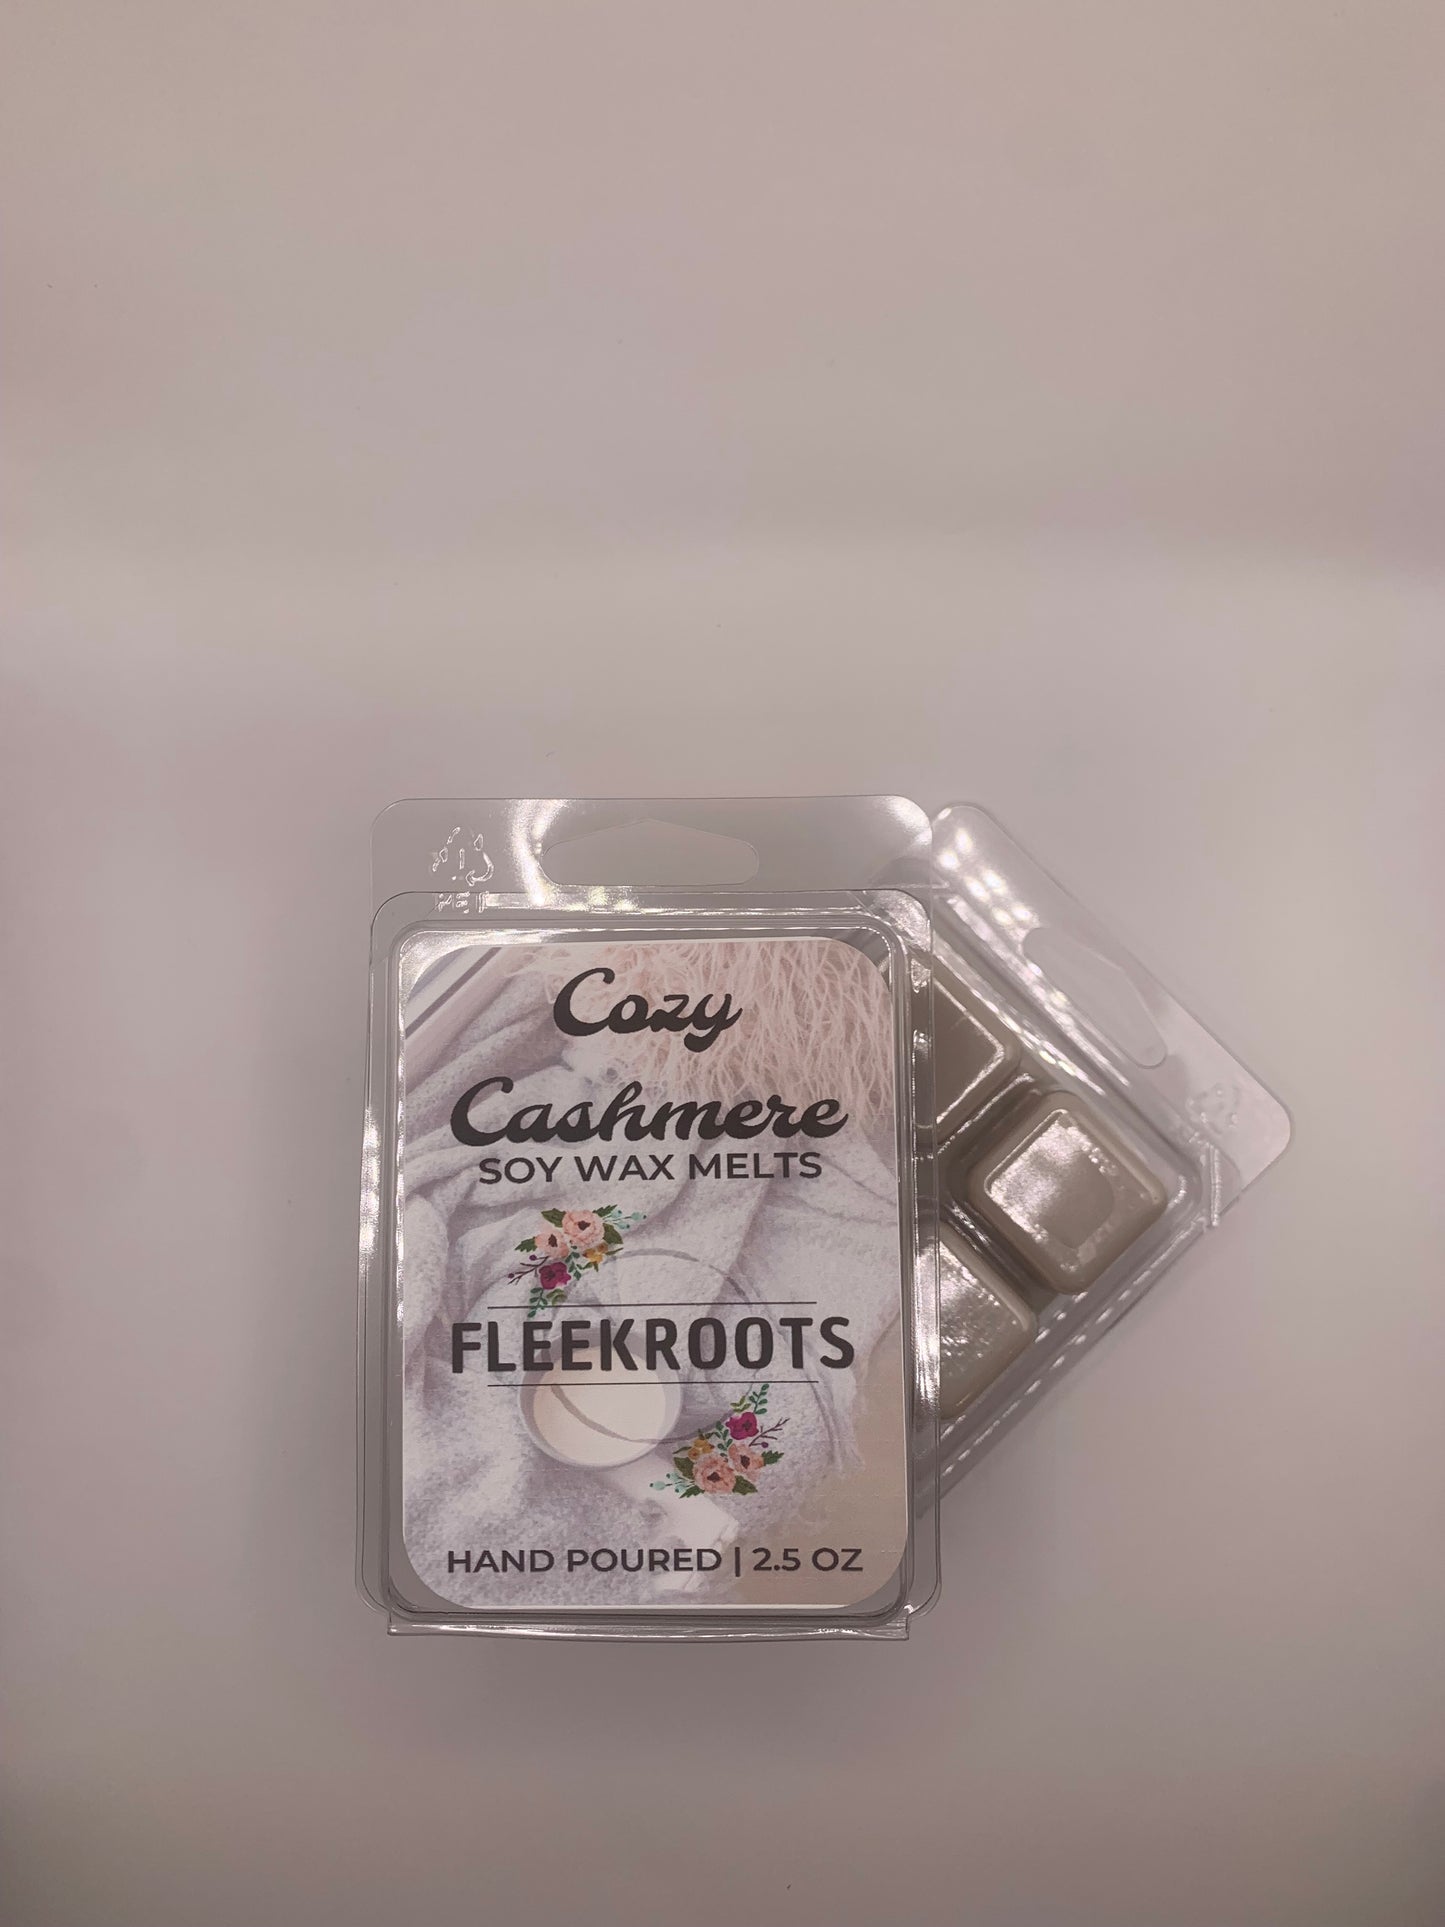 Cozy
Cashmere
SOY WAX MELTS
FLEEKROOTS
HAND POURED | 2.5 OZ